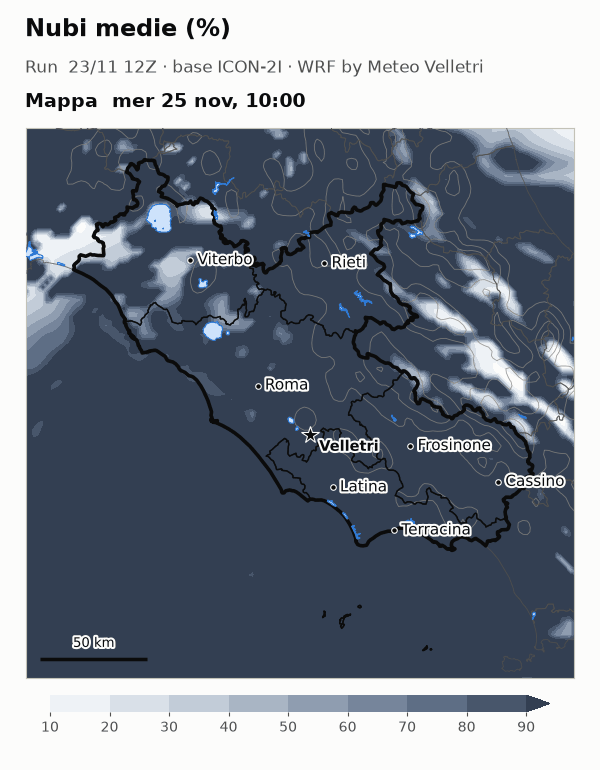 Nubi medie (%)
Run  23/11 12Z · base ICON-2I · WRF by Meteo Velletri
Mappa  mer 25 nov, 10:00
Viterbo
Rieti
Roma
Velletri
Frosinone
Latina
Cassino
Terracina
50 km
10 20 30 40 50 60 70 80 90